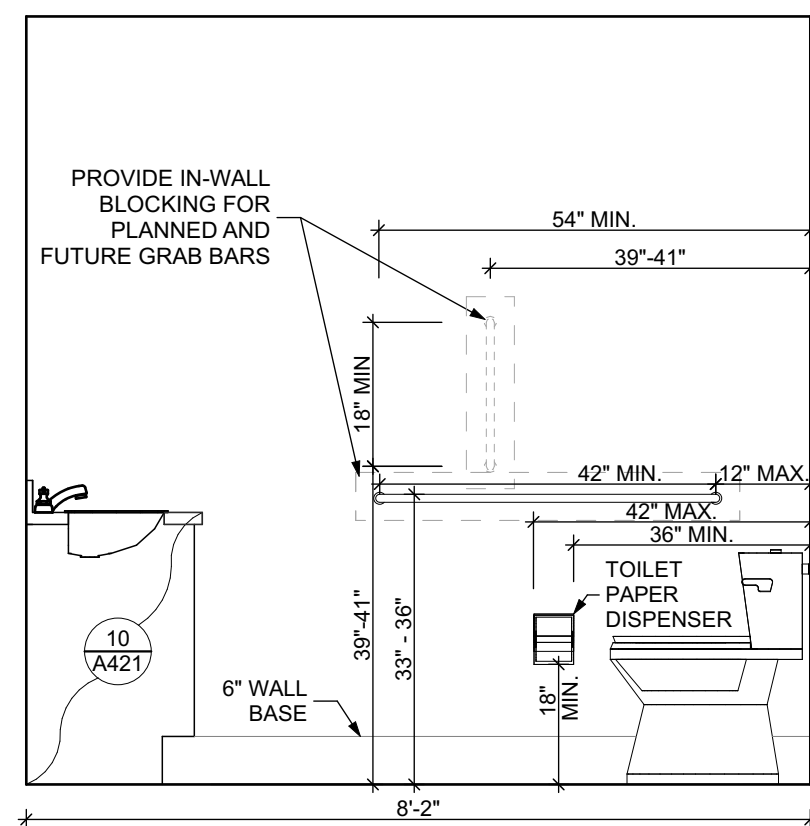 PROVIDE IN-WALL
BLOCKING FOR
PLANNED AND
FUTURE GRAB BARS
54" MIN.
39"-41"
18" MIN
42" MIN.
12" MAX.
42" MAX.
36" MIN.
TOILET
PAPER
DISPENSER
39"-41"
33" - 36"
18"
MIN.
10
A421
6" WALL
BASE
8'-2"